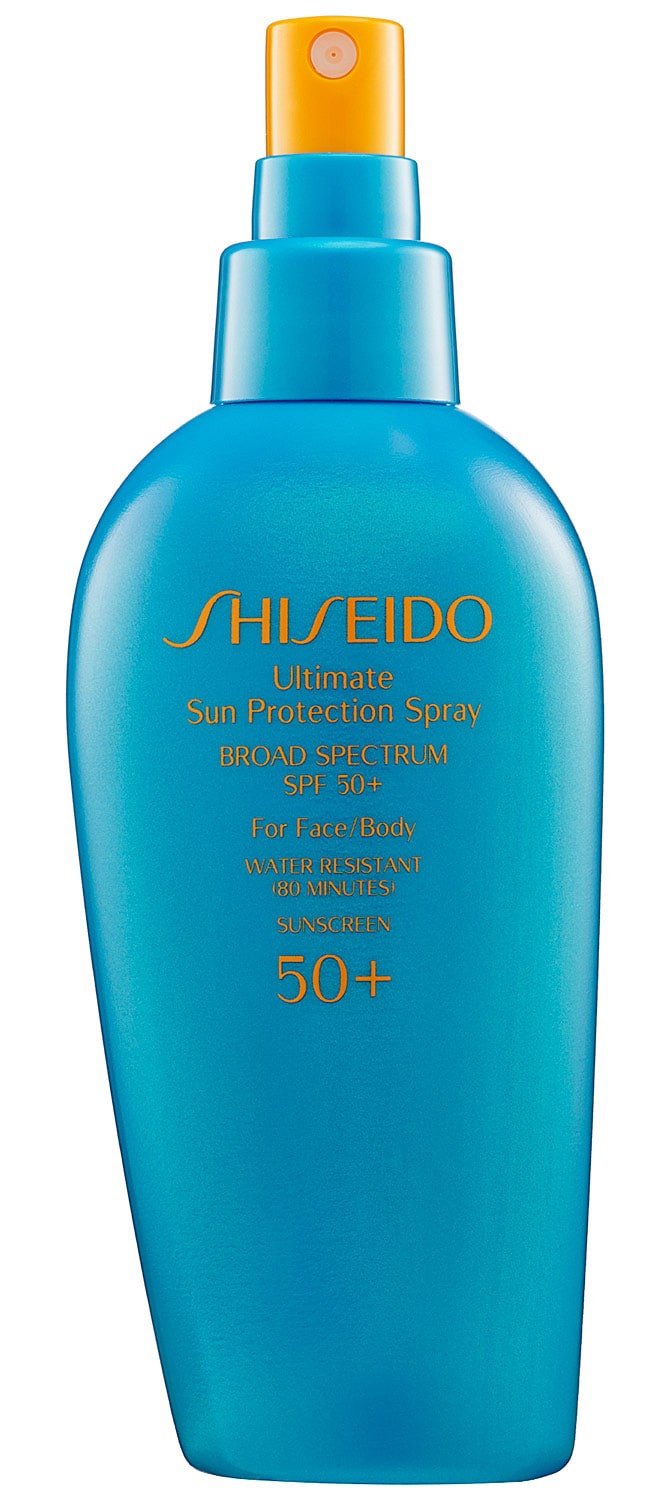 SHISEIDO
Ultimate
Sun Protection Spray
BROAD SPECTRUM
SPF 50+
For Face/Body
WATER RESISTANT
(80 MINUTES)
SUNSCREEN
50+